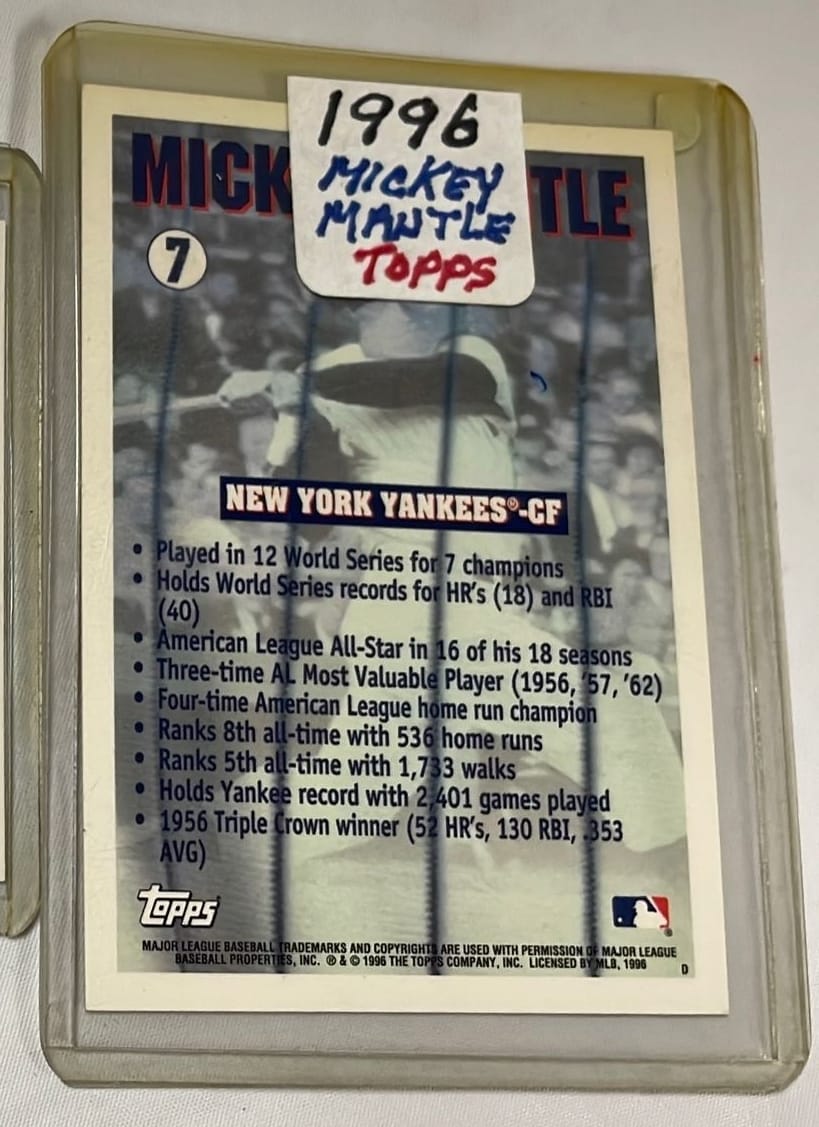 1996
MICKEY
MANTLE
TOPPS
MICK TLE
7
NEW YORK YANKEES®-CF
• Played in 12 World Series for 7 champions
• Holds World Series records for HR's (18) and RBI
(40)
• American League All-Star in 16 of his 18 seasons
• Three-time AL Most Valuable Player (1956, '57, '62)
• Four-time American League home run champion
• Ranks 8th all-time with 536 home runs
• Ranks 5th all-time with 1,733 walks
• Holds Yankee record with 2,401 games played
• 1956 Triple Crown winner (52 HR's, 130 RBI, .353
AVG)
Topps
MAJOR LEAGUE BASEBALL TRADEMARKS AND COPYRIGHTS ARE USED WITH PERMISSION OF MAJOR LEAGUE
BASEBALL PROPERTIES, INC. ® & © 1996 THE TOPPS COMPANY, INC. LICENSED BY MLB, 1996 D